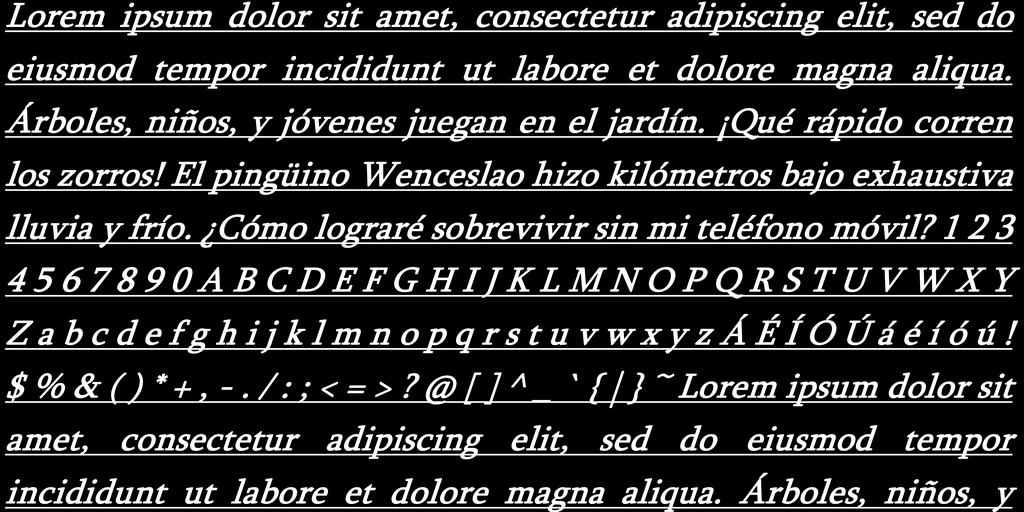 Lorem ipsum dolor sit amet, consectetur adipiscing elit, sed do
eiusmod tempor incididunt ut labore et dolore magna aliqua.
Árboles, niños, y jóvenes juegan en el jardín. ¡Qué rápido corren
los zorros! El pingüino Wenceslao hizo kilómetros bajo exhaustiva
lluvia y frío. ¿Cómo lograré sobrevivir sin mi teléfono móvil? 1 2 3
4 5 6 7 8 9 0 A B C D E F G H I J K L M N O P Q R S T U V W X Y
Z a b c d e f g h i j k l m n o p q r s t u v w x y z Á É Í Ó Ú á é í ó ú !
$ % & ( ) * + , - . / : ; < = > ? @ [ ] ^ _ ` { | } ~ Lorem ipsum dolor sit
amet, consectetur adipiscing elit, sed do eiusmod tempor
incididunt ut labore et dolore magna aliqua. Árboles, niños, y